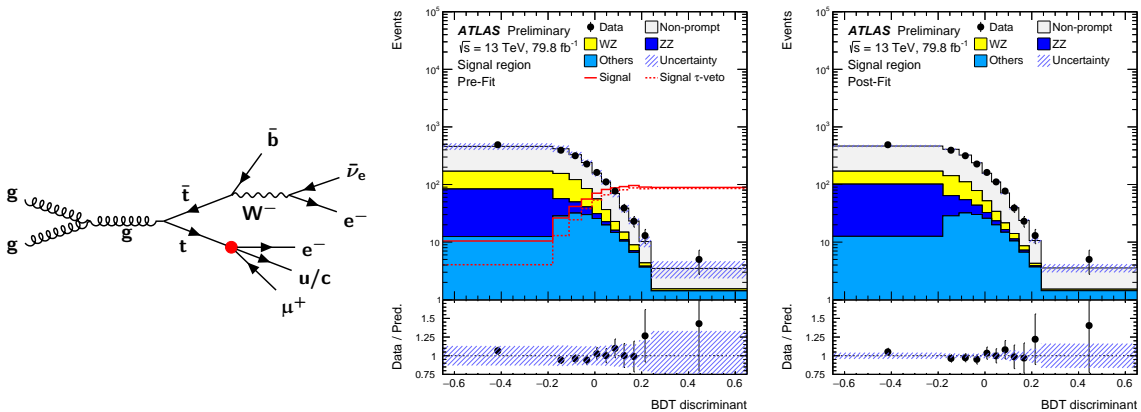 g
g
g
t̄
t
b̄
W⁻
ν̄ₑ
e⁻
e⁻
u/c
μ⁺
Events
10⁵
10⁴
10³
10²
10
1
ATLAS Preliminary
√s = 13 TeV, 79.8 fb⁻¹
Signal region
Pre-Fit
Data
Non-prompt
WZ
ZZ
Others
Uncertainty
Signal
Signal τ-veto
Data / Pred.
1.5
1.25
1
0.75
−0.6 −0.4 −0.2 0 0.2 0.4 0.6
BDT discriminant
Events
10⁵
10⁴
10³
10²
10
1
ATLAS Preliminary
√s = 13 TeV, 79.8 fb⁻¹
Signal region
Post-Fit
Data
Non-prompt
WZ
ZZ
Others
Uncertainty
Data / Pred.
1.5
1.25
1
0.75
−0.6 −0.4 −0.2 0 0.2 0.4 0.6
BDT discriminant